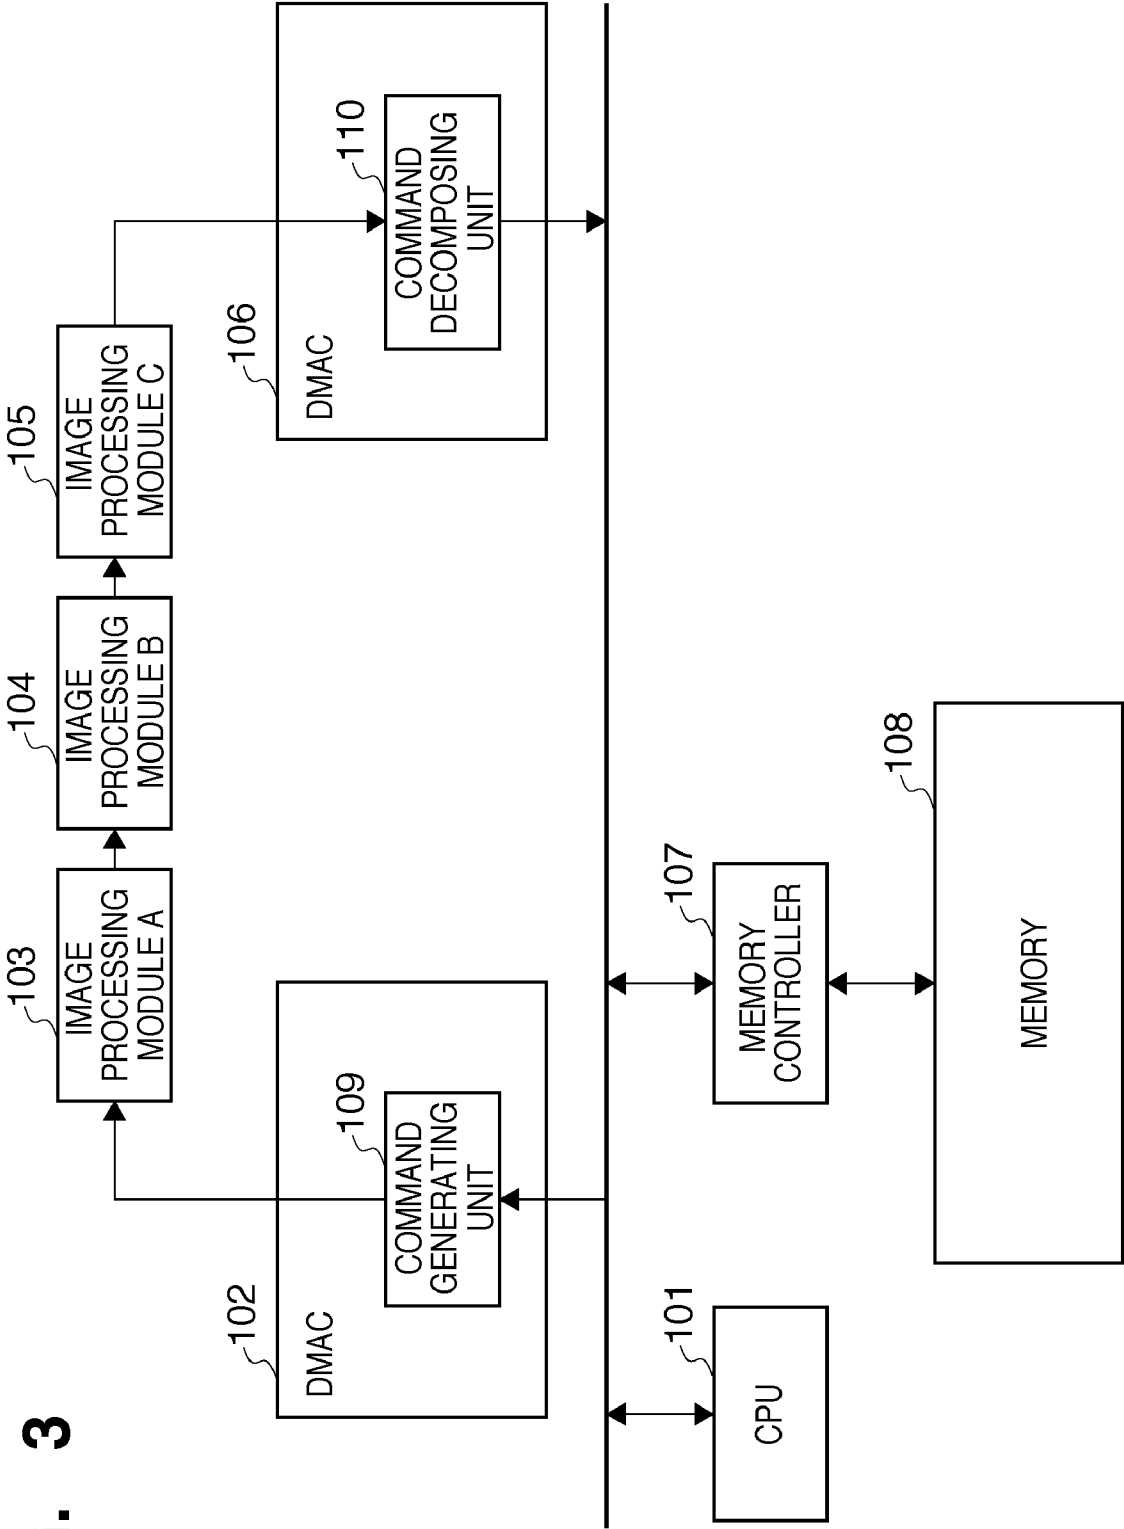 3
103
IMAGE
PROCESSING
MODULE A
104
IMAGE
PROCESSING
MODULE B
105
IMAGE
PROCESSING
MODULE C
102
DMAC
109
COMMAND
GENERATING
UNIT
106
DMAC
110
COMMAND
DECOMPOSING
UNIT
101
CPU
107
MEMORY
CONTROLLER
108
MEMORY